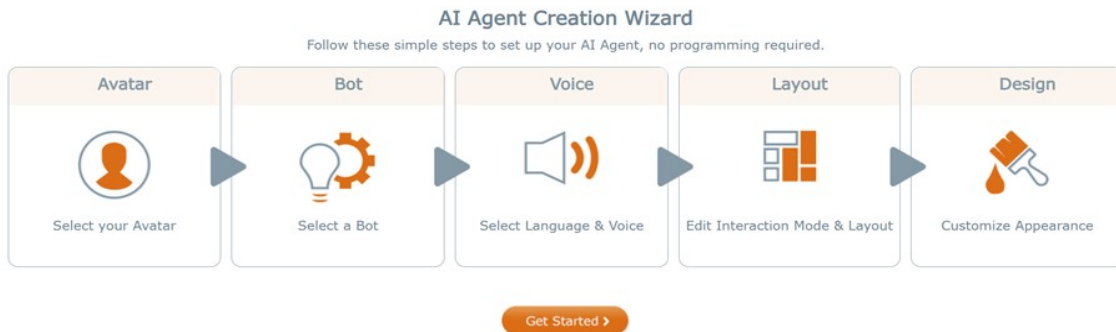 AI Agent Creation Wizard
Follow these simple steps to set up your AI Agent, no programming required.
Avatar
Select your Avatar
Bot
Select a Bot
Voice
Select Language & Voice
Layout
Edit Interaction Mode & Layout
Design
Customize Appearance
Get Started >